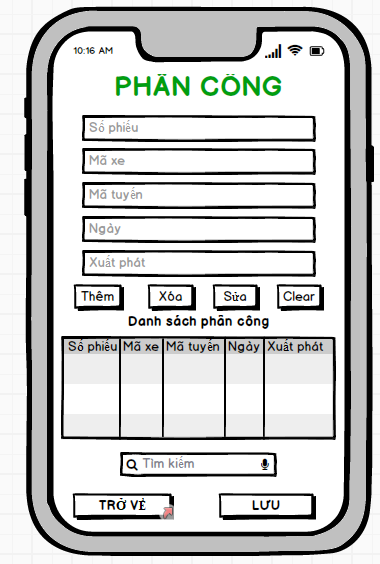 10:16 AM
PHÂN CÔNG
Số phiếu
Mã xe
Mã tuyến
Ngày
Xuất phát
Thêm Xóa Sửa Clear
Danh sách phân công
Số phiếu Mã xe Mã tuyến Ngày Xuất phát
Tìm kiếm
TRỞ VỀ LƯU